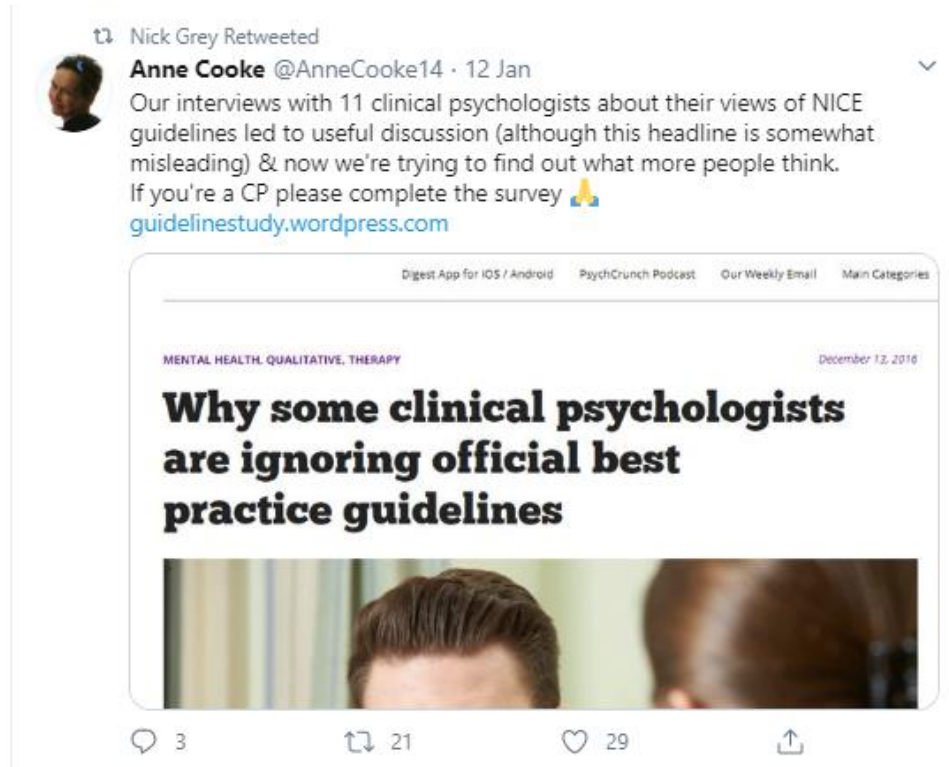 Nick Grey Retweeted
Anne Cooke @AnneCooke14 · 12 Jan
Our interviews with 11 clinical psychologists about their views of NICE
guidelines led to useful discussion (although this headline is somewhat
misleading) & now we're trying to find out what more people think.
If you're a CP please complete the survey 🙏
guidelinestudy.wordpress.com
Digest App for iOS / Android PsychCrunch Podcast Our Weekly Email Main Categories
MENTAL HEALTH, QUALITATIVE, THERAPY December 13, 2016
Why some clinical psychologists
are ignoring official best
practice guidelines
3 21 29